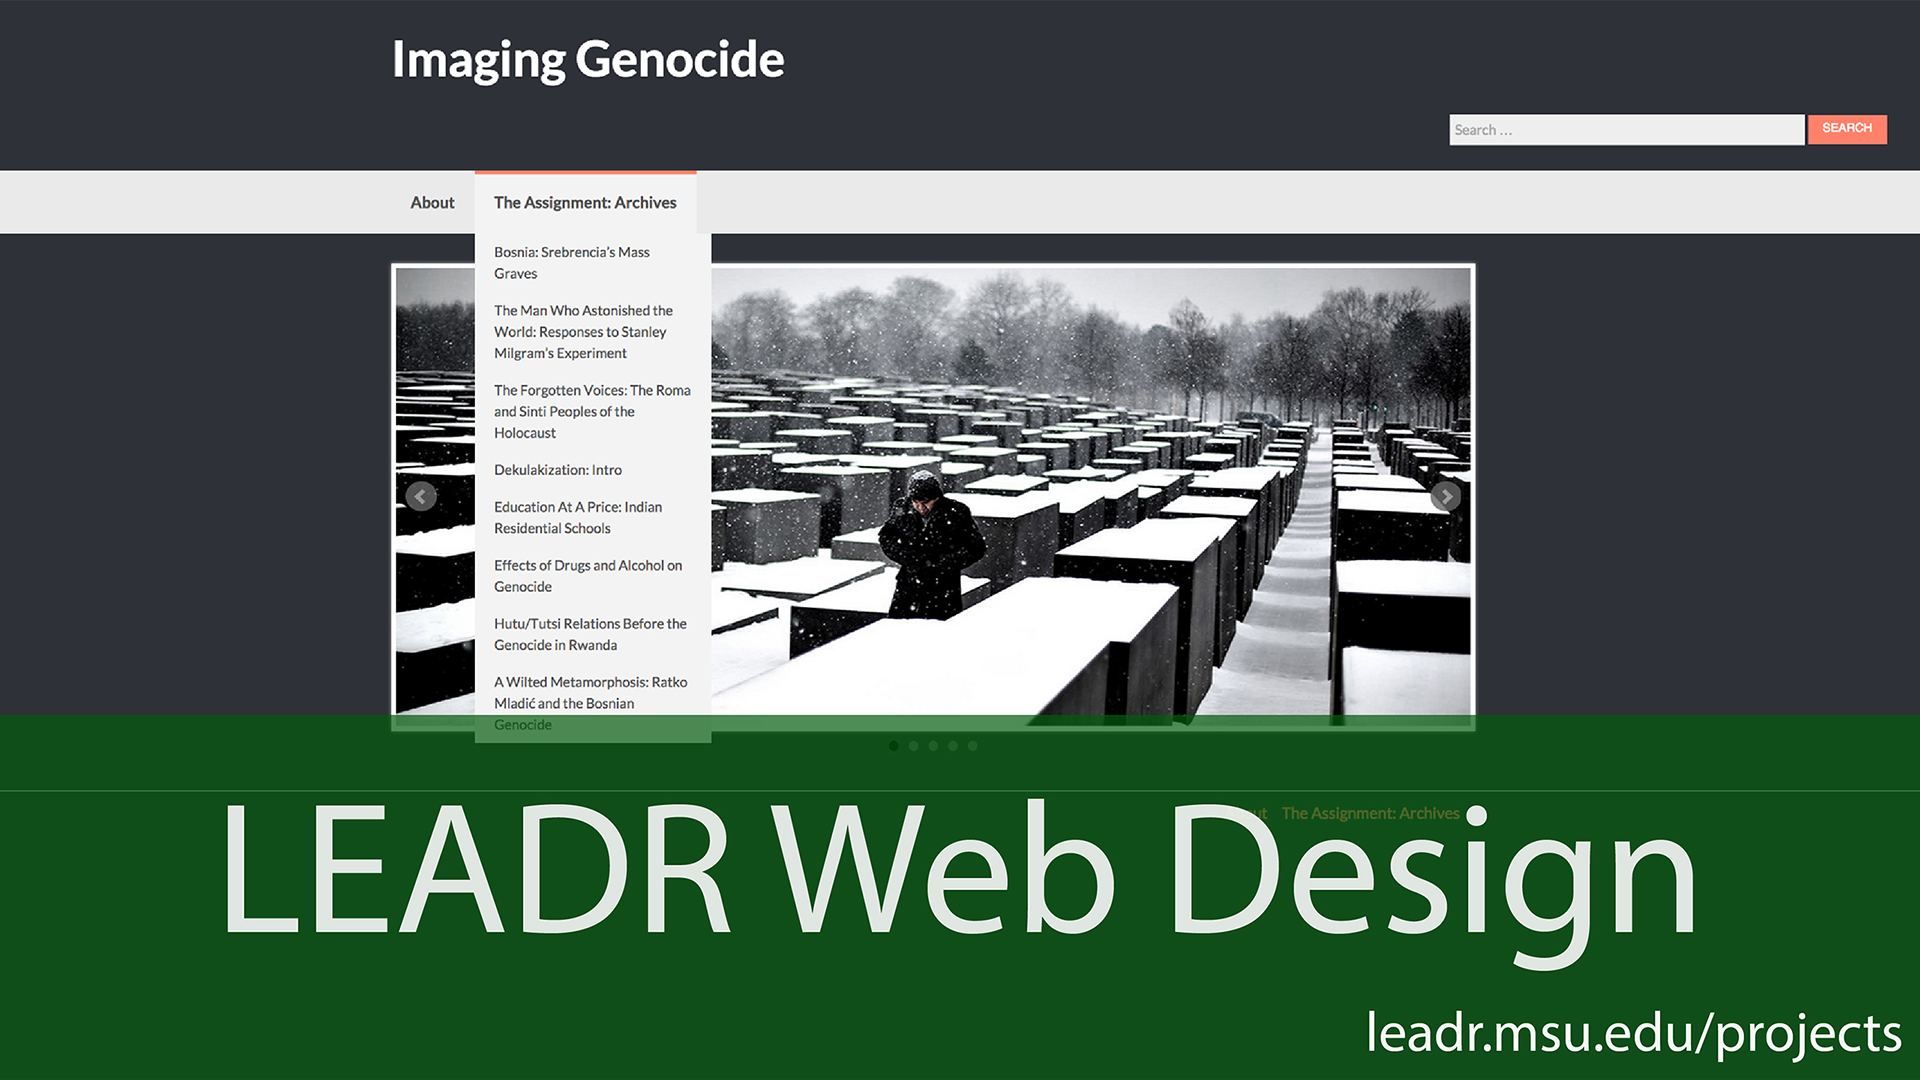 Imaging Genocide
Search ...
SEARCH
About
The Assignment: Archives
Bosnia: Srebrencia's Mass
Graves
The Man Who Astonished the
World: Responses to Stanley
Milgram's Experiment
The Forgotten Voices: The Roma
and Sinti Peoples of the
Holocaust
Dekulakization: Intro
Education At A Price: Indian
Residential Schools
Effects of Drugs and Alcohol on
Genocide
Hutu/Tutsi Relations Before the
Genocide in Rwanda
A Wilted Metamorphosis: Ratko
Mladić and the Bosnian
Genocide
The Assignment: Archives
LEADR Web Design
leadr.msu.edu/projects